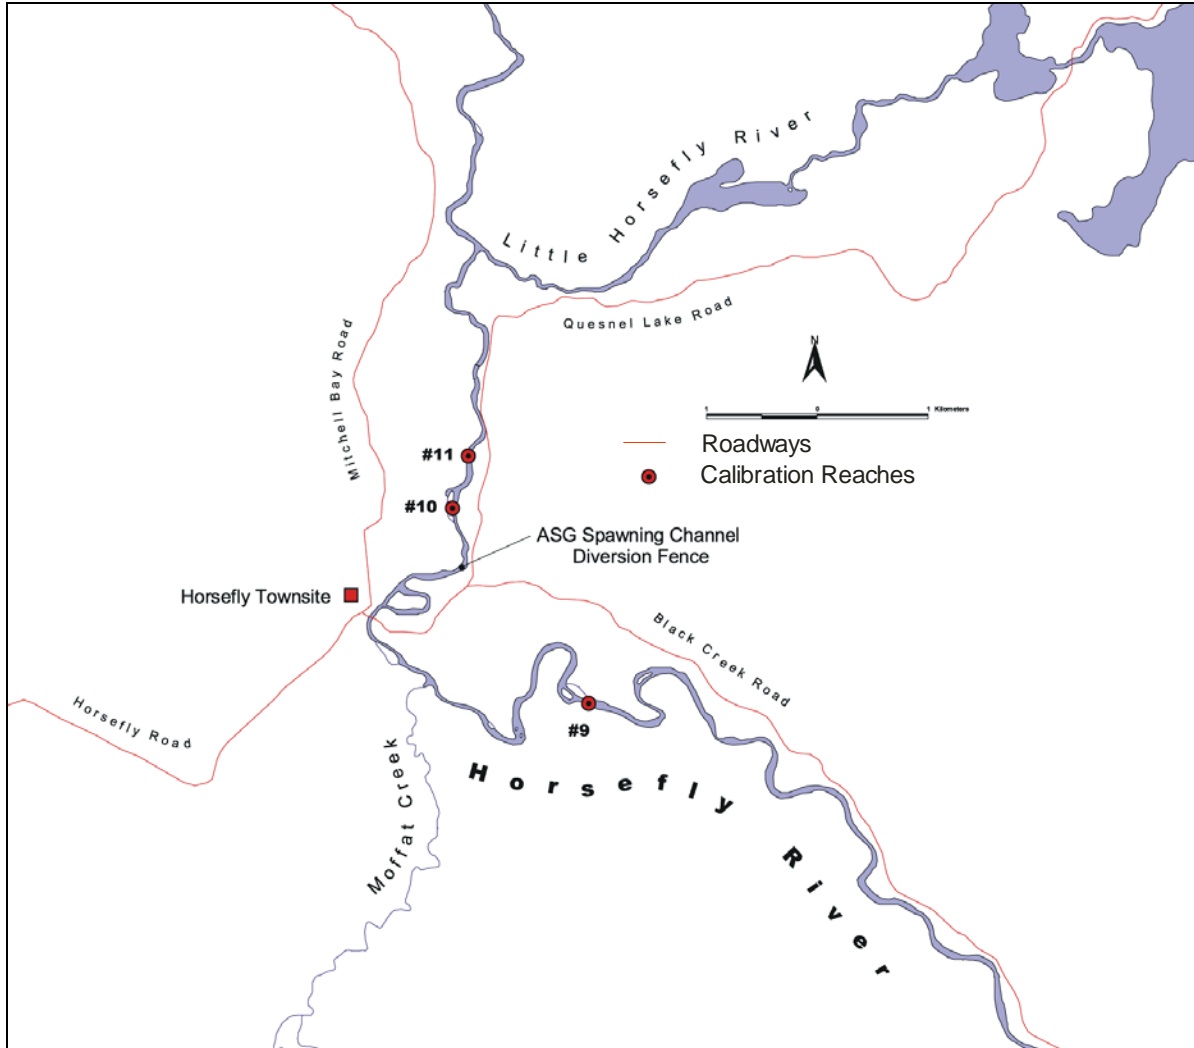 Little Horsefly River
Quesnel Lake Road
Mitchell Bay Road
N
1 0 1 Kilometers
Roadways
Calibration Reaches
#11
#10
ASG Spawning Channel
Diversion Fence
Horsefly Townsite
Black Creek Road
#9
Horsefly Road
Moffat Creek
Horsefly River